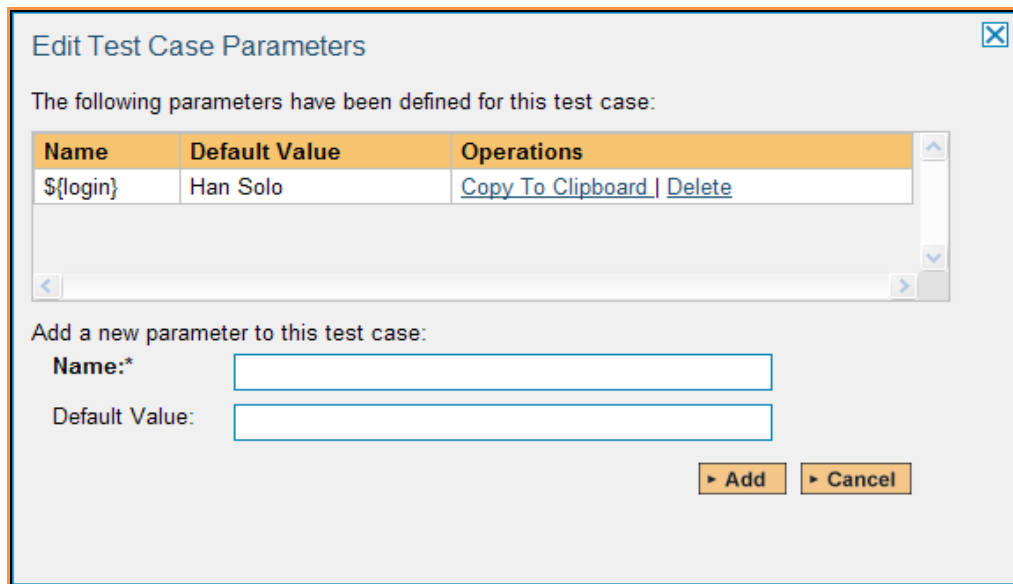 Edit Test Case Parameters
The following parameters have been defined for this test case:
Name Default Value Operations
${login} Han Solo Copy To Clipboard | Delete
Add a new parameter to this test case:
Name:*
Default Value:
Add Cancel